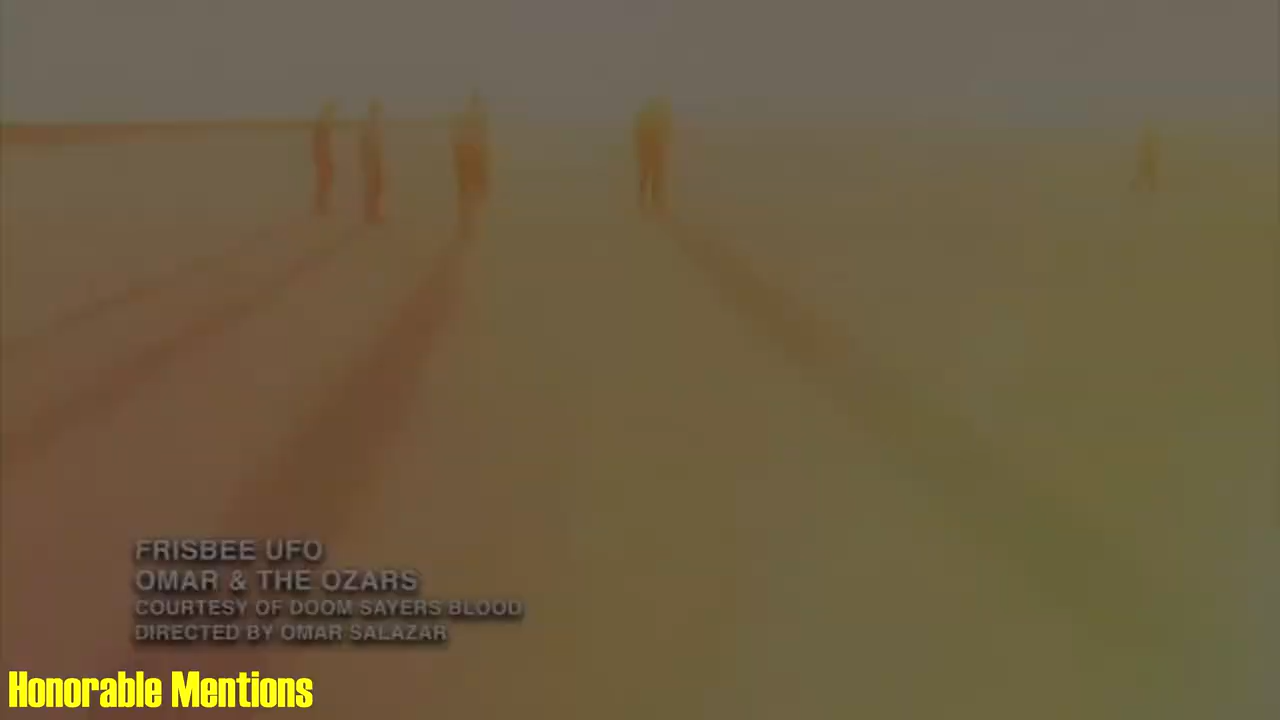 FRISBEE UFO
OMAR & THE OZARS
COURTESY OF DOOM SAYERS BLOOD
DIRECTED BY OMAR SALAZAR
Honorable Mentions